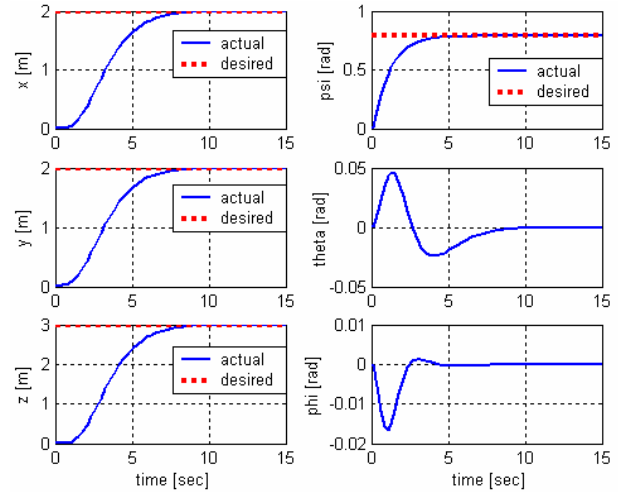 2
1
0
x [m]
0 5 10 15
actual
desired
1
0.5
0
psi [rad]
0 5 10 15
actual
desired
2
1
0
y [m]
0 5 10 15
actual
desired
0.05
0
-0.05
theta [rad]
0 5 10 15
3
2
1
0
z [m]
0 5 10 15
time [sec]
actual
desired
0.01
0
-0.01
-0.02
phi [rad]
0 5 10 15
time [sec]